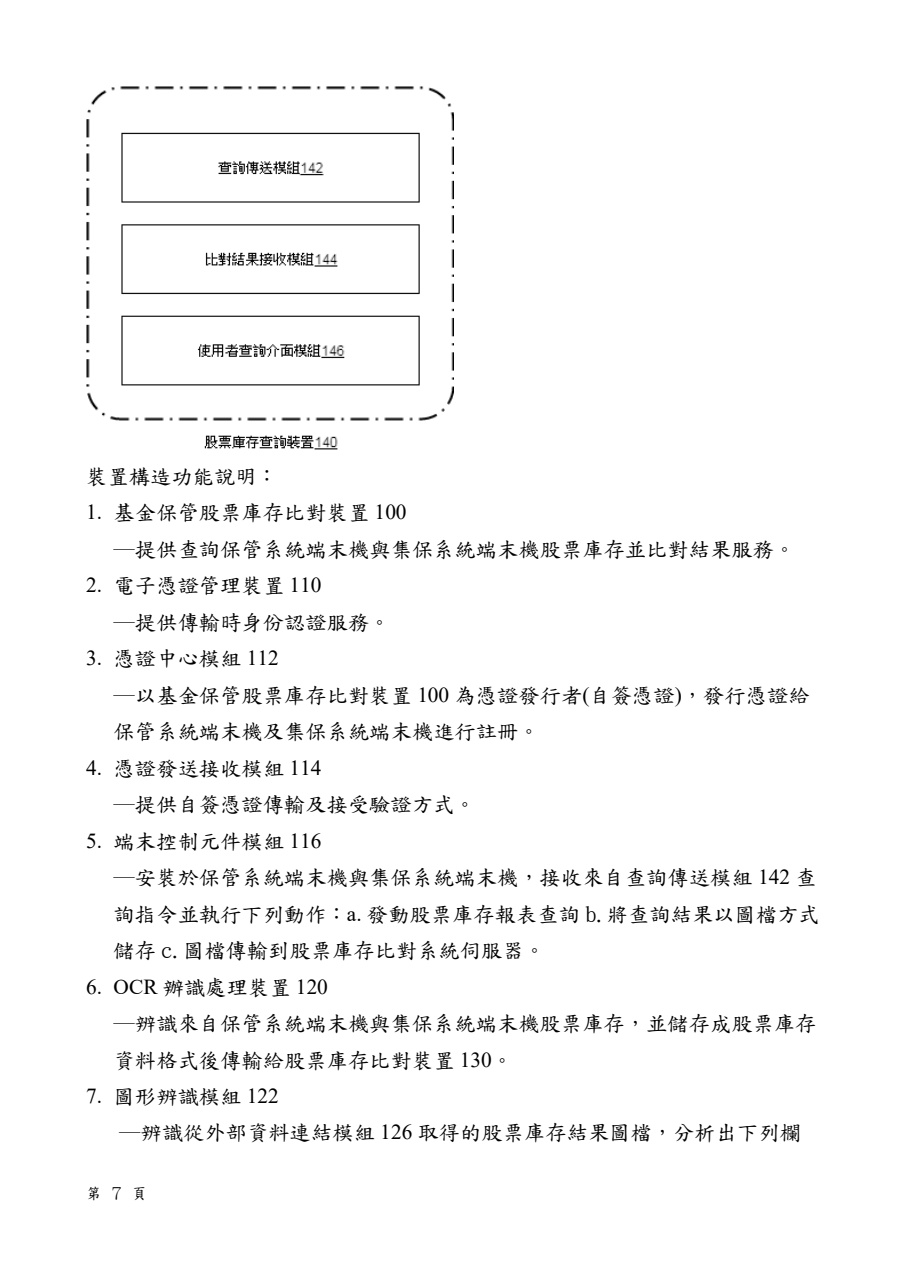 查詢傳送模組142
比對結果接收模組144
使用者查詢介面模組146
股票庫存查詢裝置140
裝置構造功能說明：
1. 基金保管股票庫存比對裝置 100
—提供查詢保管系統端末機與集保系統端末機股票庫存並比對結果服務。
2. 電子憑證管理裝置 110
—提供傳輸時身份認證服務。
3. 憑證中心模組 112
—以基金保管股票庫存比對裝置 100 為憑證發行者(自簽憑證)，發行憑證給
保管系統端末機及集保系統端末機進行註冊。
4. 憑證發送接收模組 114
—提供自簽憑證傳輸及接受驗證方式。
5. 端末控制元件模組 116
—安裝於保管系統端末機與集保系統端末機，接收來自查詢傳送模組 142 查
詢指令並執行下列動作：a. 發動股票庫存報表查詢 b. 將查詢結果以圖檔方式
儲存 c. 圖檔傳輸到股票庫存比對系統伺服器。
6. OCR 辨識處理裝置 120
—辨識來自保管系統端末機與集保系統端末機股票庫存，並儲存成股票庫存
資料格式後傳輸給股票庫存比對裝置 130。
7. 圖形辨識模組 122
—辨識從外部資料連結模組 126 取得的股票庫存結果圖檔，分析出下列欄
第 7 頁